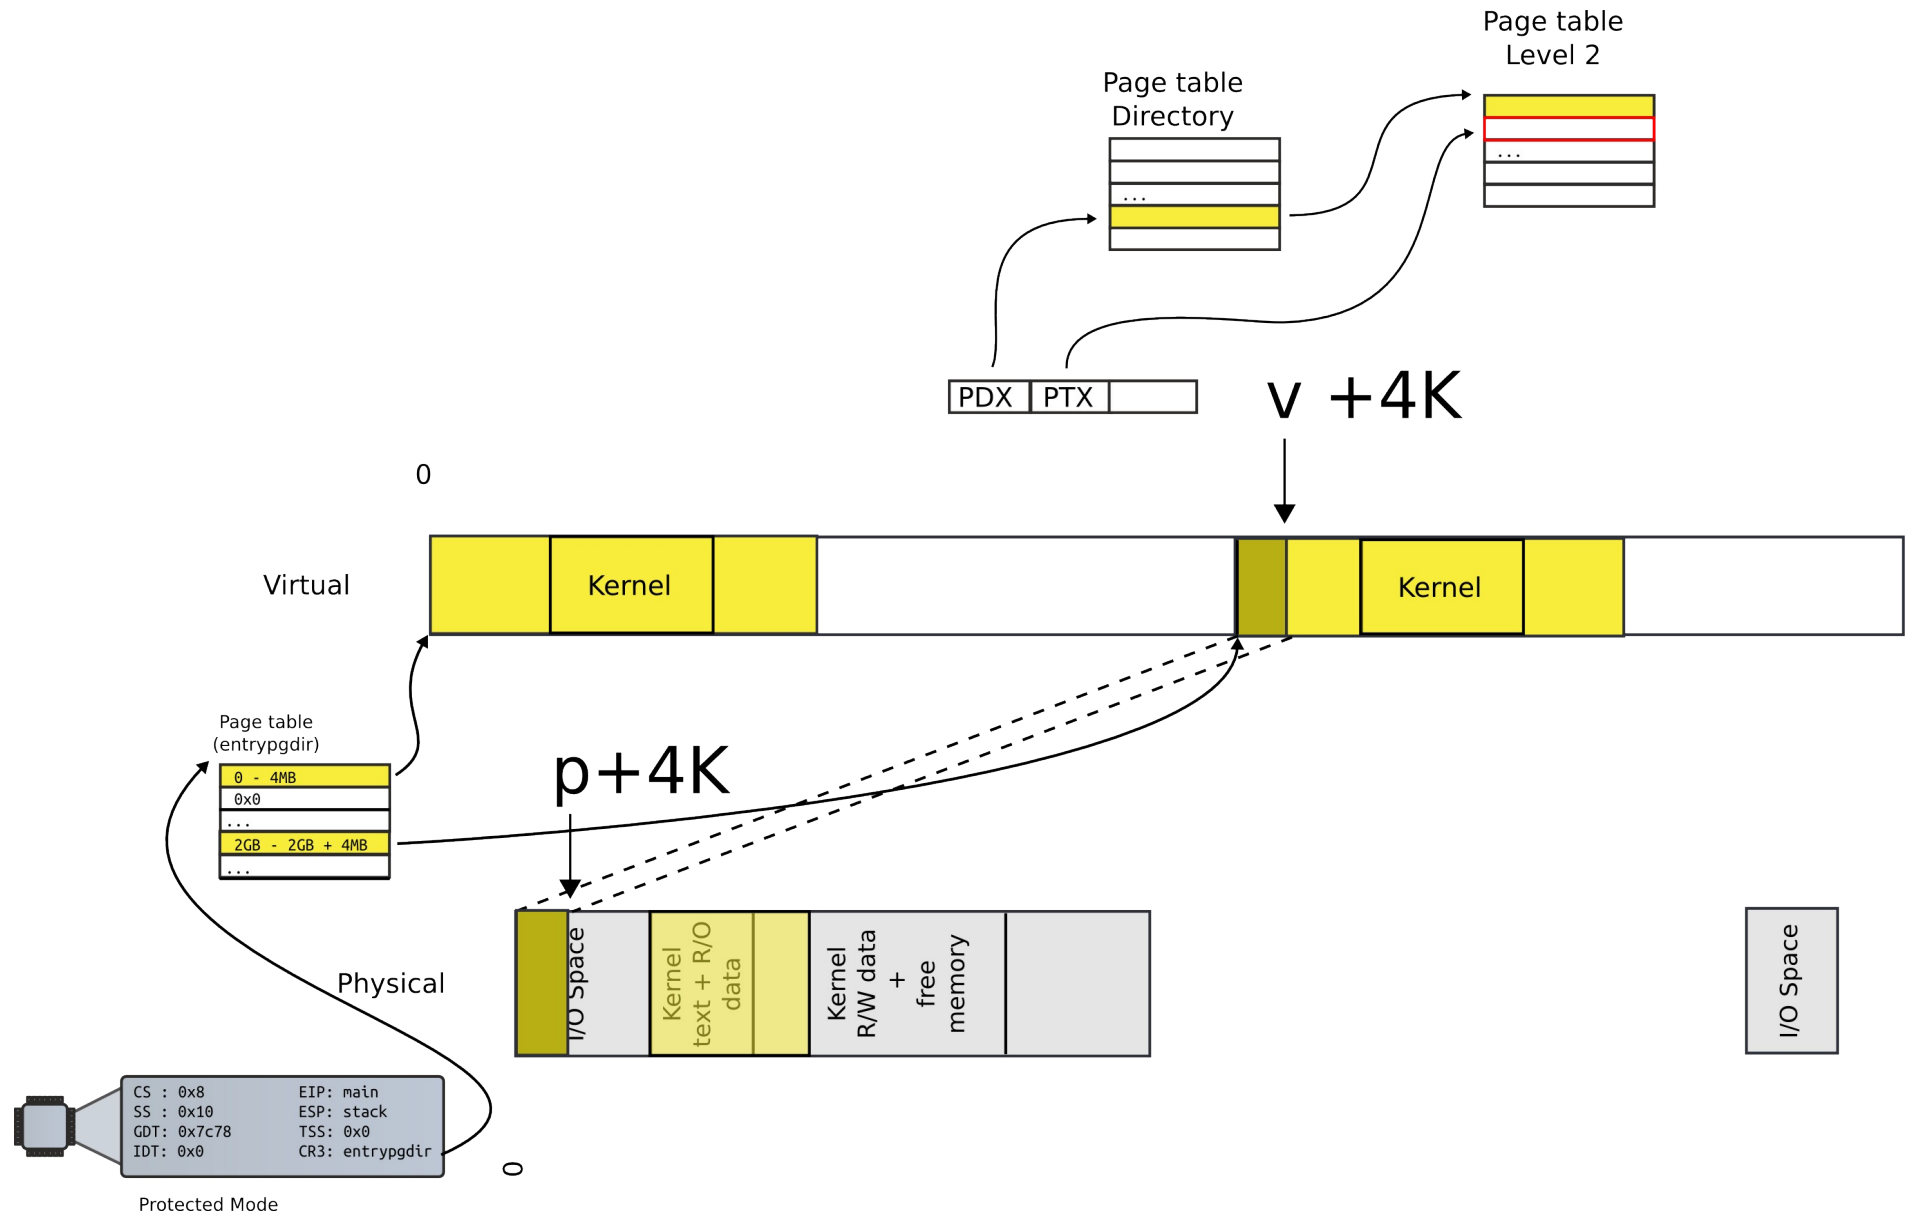 Page table
Level 2
Page table
Directory
...
...
PDX PTX
v +4K
0
Virtual
Kernel
Kernel
Page table
(entrypgdir)
0 - 4MB
0x0
...
2GB - 2GB + 4MB
...
p+4K
Physical
I/O Space
Kernel
text + R/O
data
Kernel
R/W data
+
free
memory
I/O Space
CS : 0x8 EIP: main
SS : 0x10 ESP: stack
GDT: 0x7c78 TSS: 0x0
IDT: 0x0 CR3: entrypgdir
0
Protected Mode